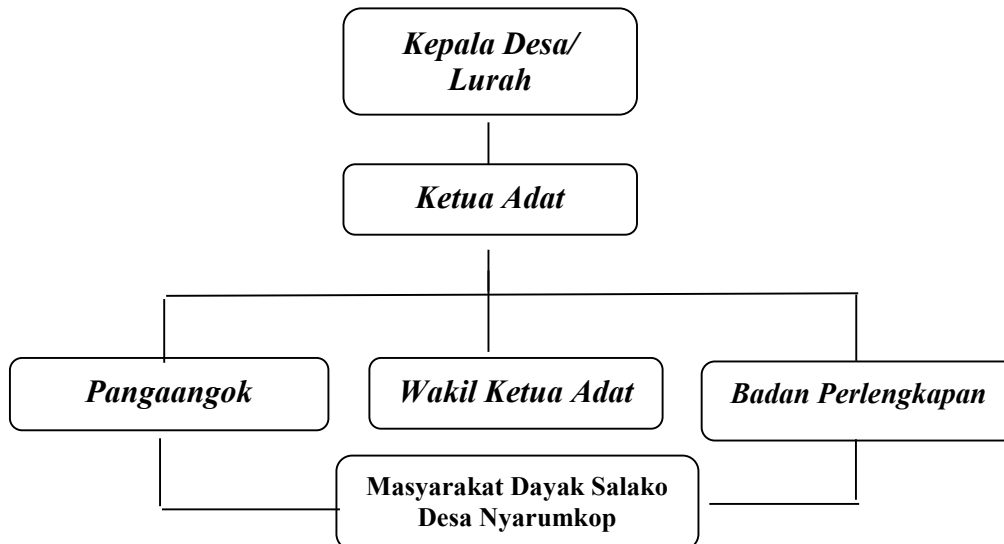 Kepala Desa/
Lurah
Ketua Adat
Pangaangok
Wakil Ketua Adat
Badan Perlengkapan
Masyarakat Dayak Salako
Desa Nyarumkop